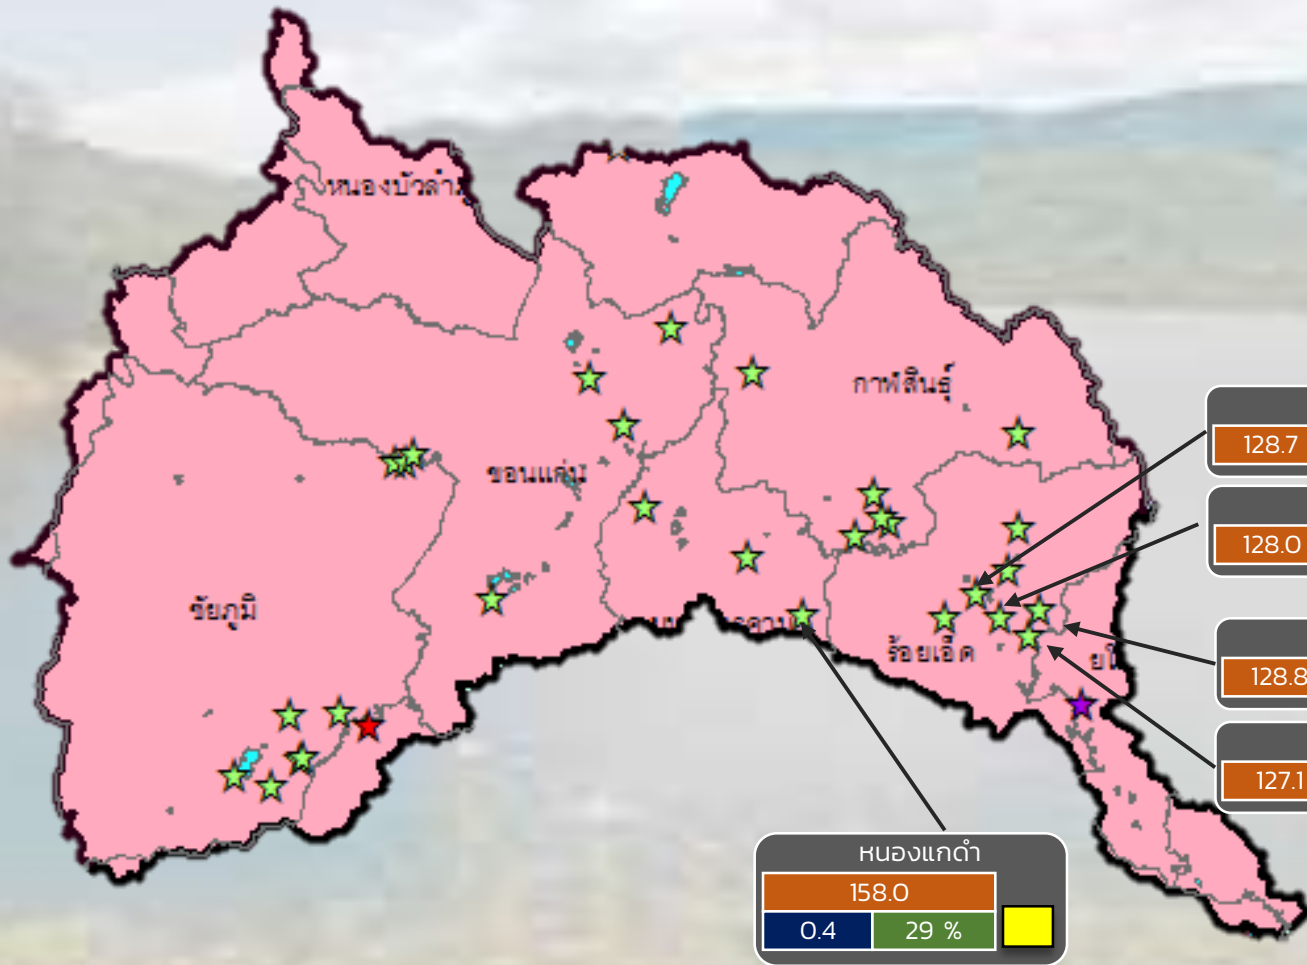 หนองบัวลำภ
กาฬสินธุ์
128.7
ขอนแก่น
128.0
ชัยภูมิ
ร้อยเอ็ด
128.8
127.1
หนองแกดำ
158.0
0.4 29 %